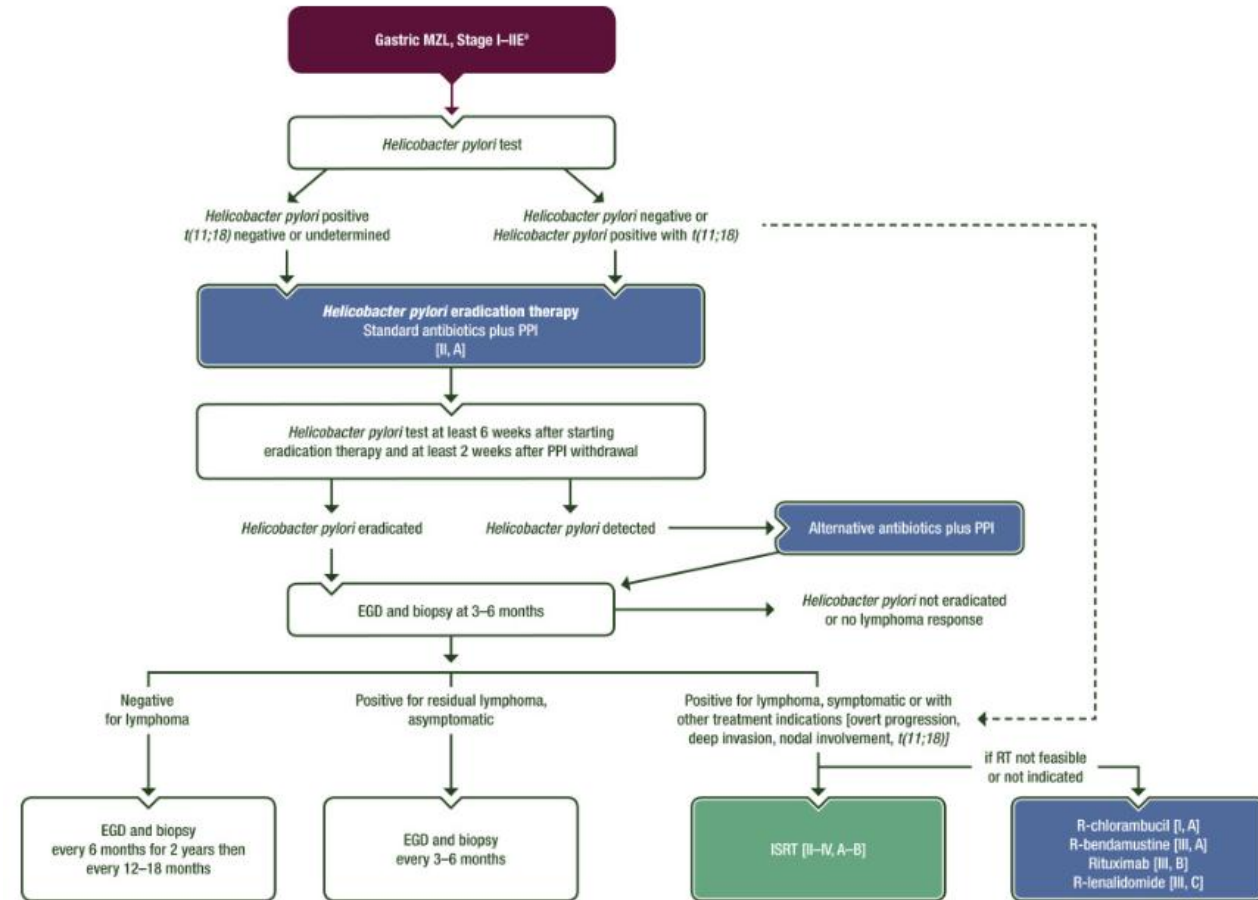 Gastric MZL, Stage I–IIEª
Helicobacter pylori test
Helicobacter pylori positive
t(11;18) negative or undetermined
Helicobacter pylori negative or
Helicobacter pylori positive with t(11;18)
Helicobacter pylori eradication therapy
Standard antibiotics plus PPI
[II, A]
Helicobacter pylori test at least 6 weeks after starting
eradication therapy and at least 2 weeks after PPI withdrawal
Helicobacter pylori eradicated
Helicobacter pylori detected
Alternative antibiotics plus PPI
EGD and biopsy at 3–6 months
Helicobacter pylori not eradicated
or no lymphoma response
Negative
for lymphoma
Positive for residual lymphoma,
asymptomatic
Positive for lymphoma, symptomatic or with
other treatment indications [overt progression,
deep invasion, nodal involvement, t(11;18)]
if RT not feasible
or not indicated
EGD and biopsy
every 6 months for 2 years then
every 12–18 months
EGD and biopsy
every 3–6 months
ISRT [II–IV, A–B]
R-chlorambucil [I, A]
R-bendamustine [III, A]
Rituximab [III, B]
R-lenalidomide [III, C]